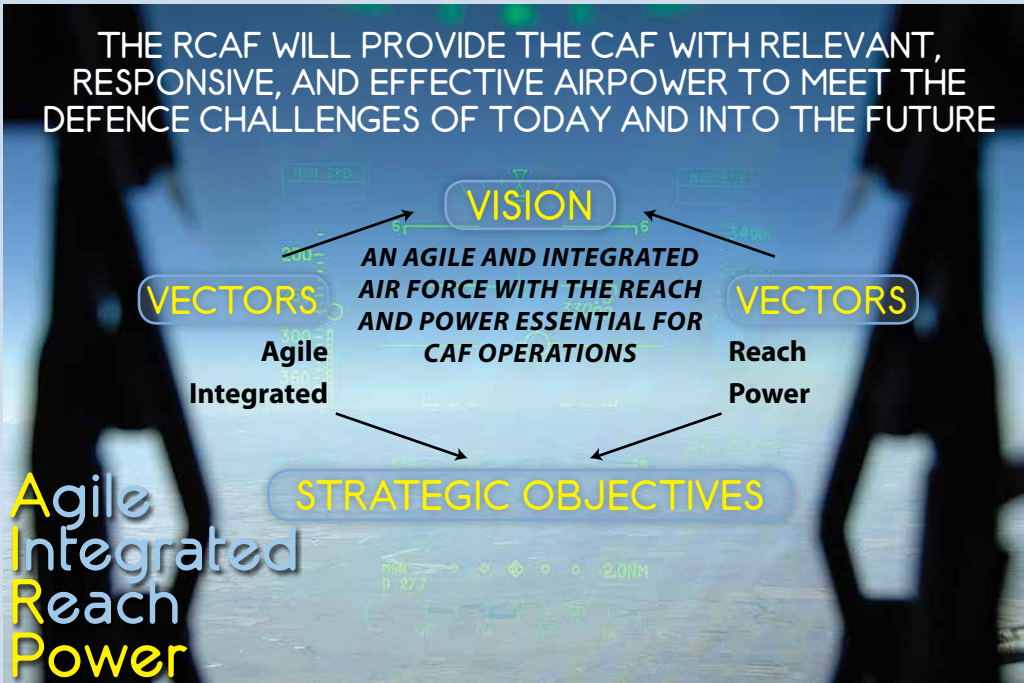 THE RCAF WILL PROVIDE THE CAF WITH RELEVANT,
RESPONSIVE, AND EFFECTIVE AIRPOWER TO MEET THE
DEFENCE CHALLENGES OF TODAY AND INTO THE FUTURE
VISION
AN AGILE AND INTEGRATED
AIR FORCE WITH THE REACH
AND POWER ESSENTIAL FOR
CAF OPERATIONS
VECTORS
Agile
Integrated
VECTORS
Reach
Power
STRATEGIC OBJECTIVES
Agile
Integrated
Reach
Power
2.0NM